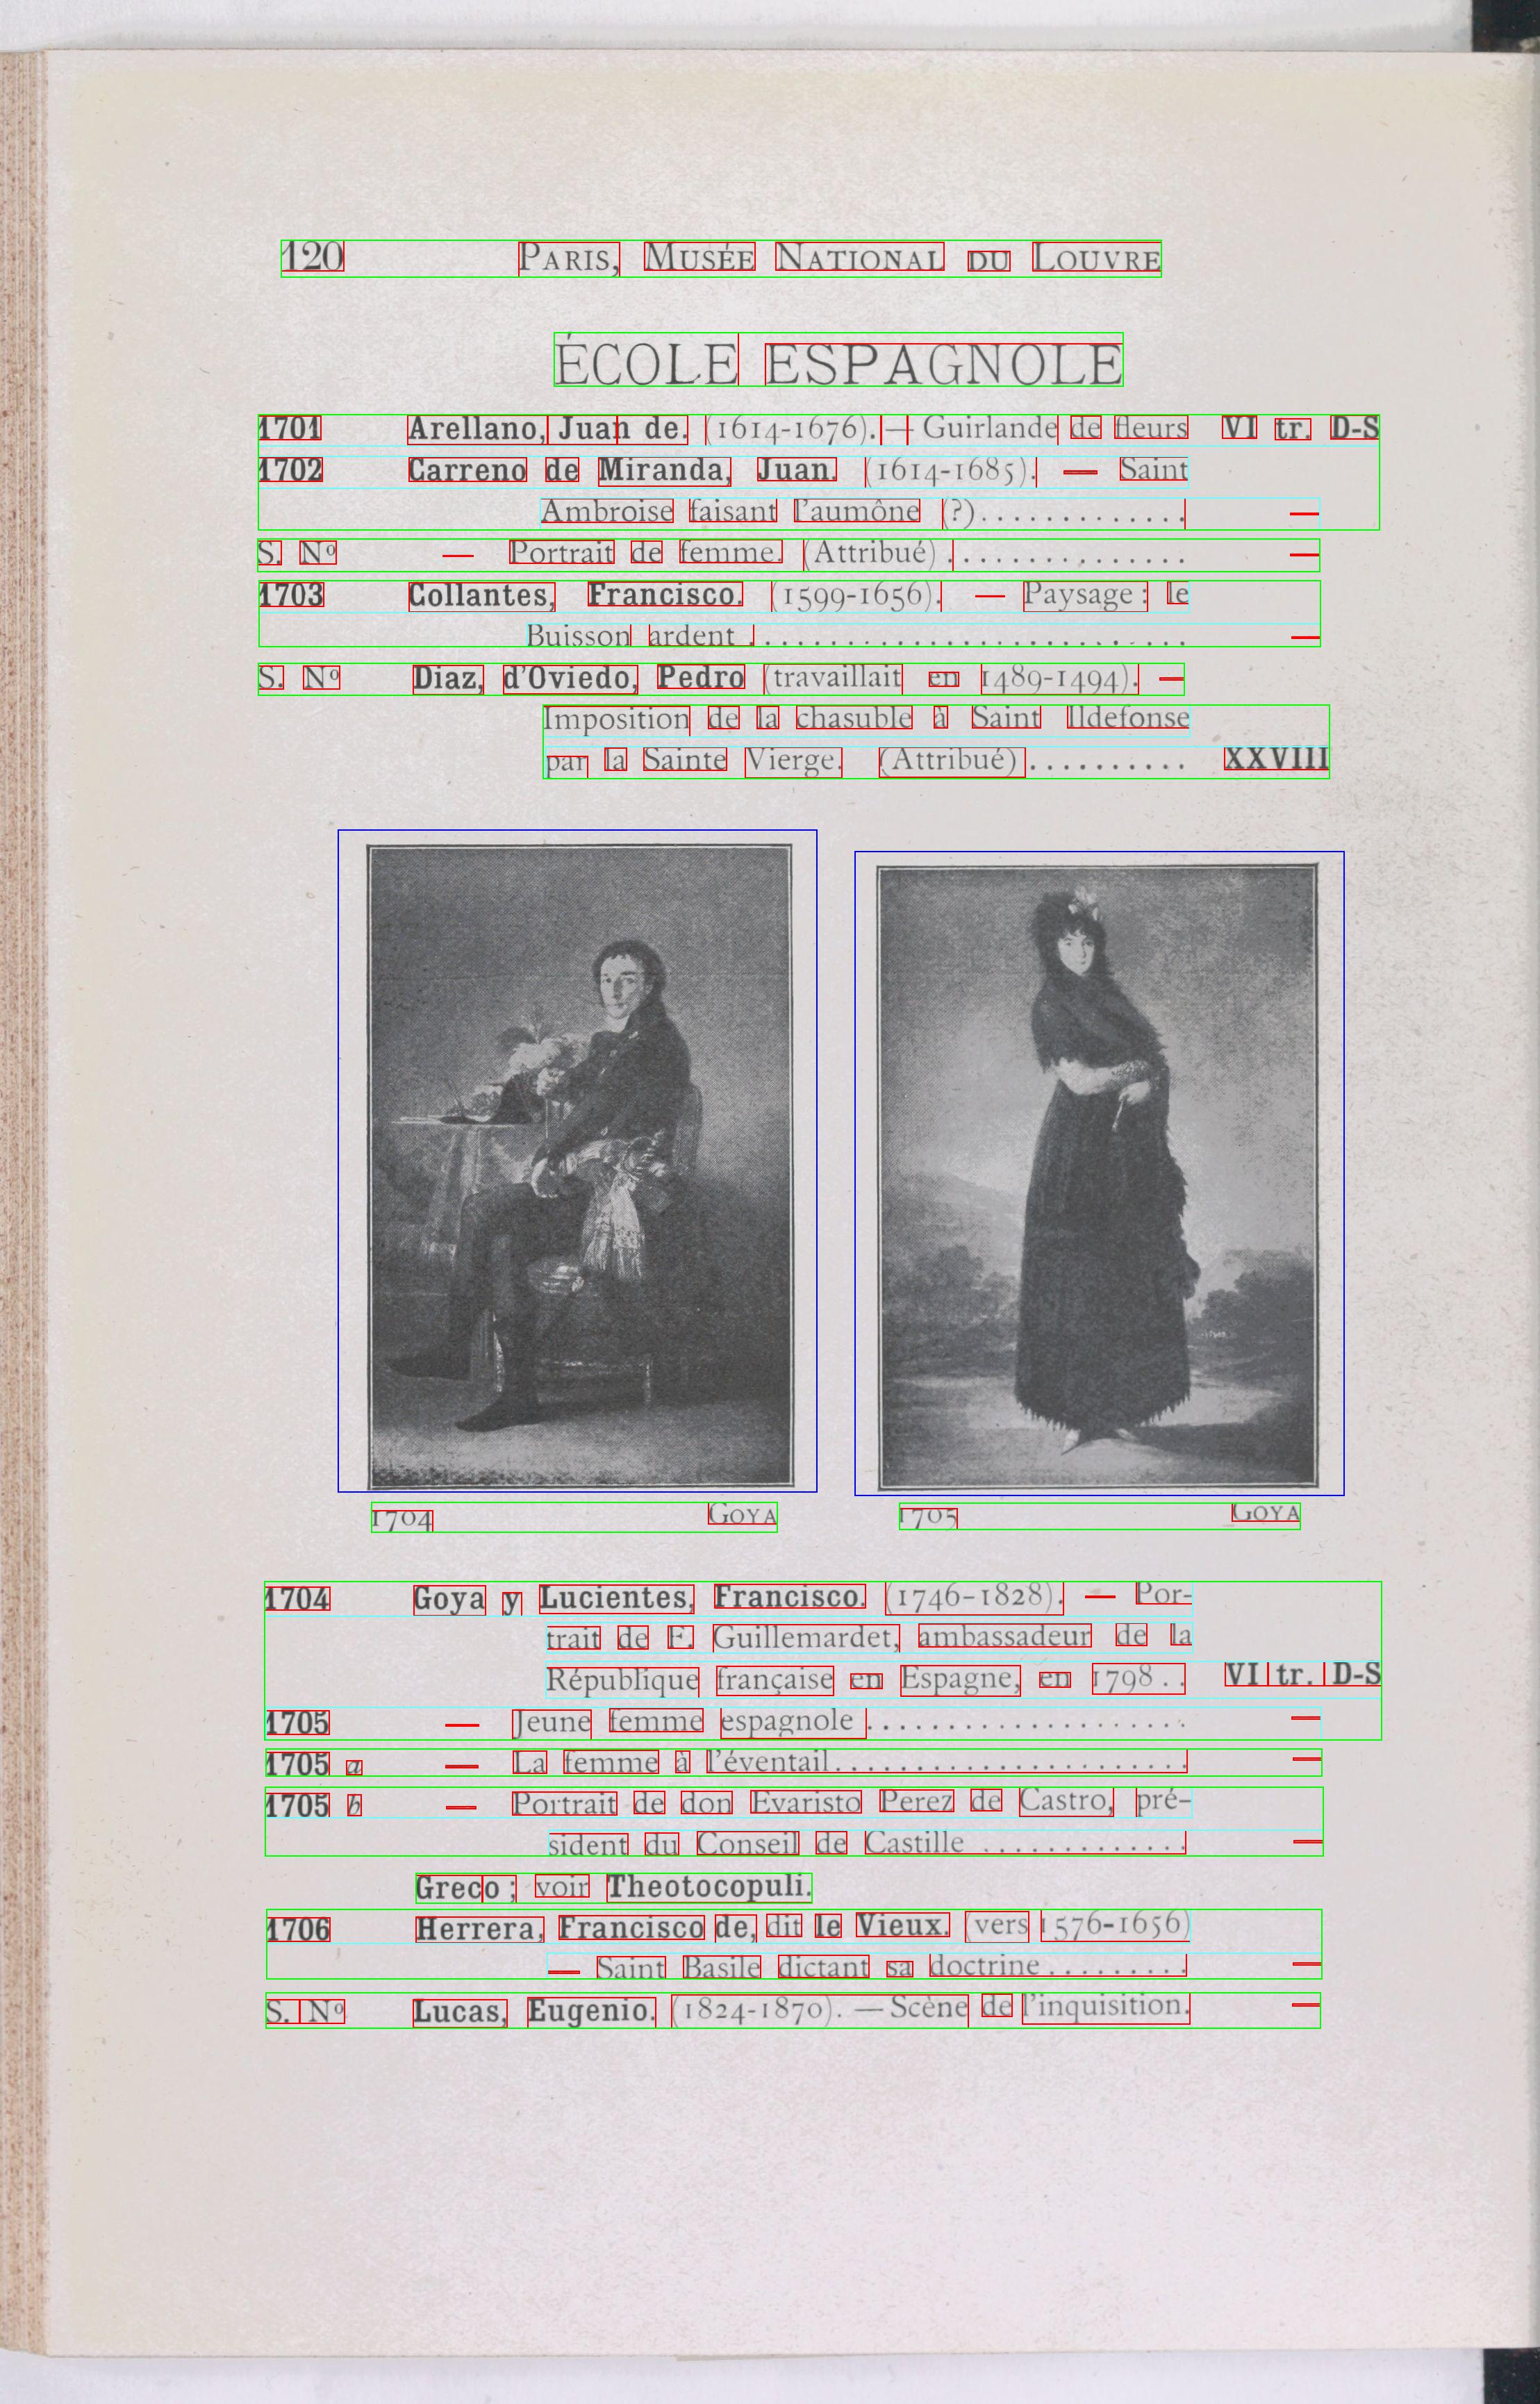 120 PARIS, MUSÉE NATIONAL DU LOUVRE
ÉCOLE ESPAGNOLE
1701 Arellano, Juan de. (1614-1676). — Guirlande de fleurs VI tr. D-S
1702 Carreno de Miranda, Juan. (1614-1685). — Saint
Ambroise faisant l'aumône (?)............. —
S. Nº — Portrait de femme. (Attribué).............. —
1703 Collantes, Francisco. (1599-1656). — Paysage : le
Buisson ardent .......................... —
S. Nº Diaz, d'Oviedo, Pedro (travaillait en 1489-1494). —
Imposition de la chasuble à Saint Ildefonse
par la Sainte Vierge. (Attribué).......... XXVIII
1704 GOYA
1705 GOYA
1704 Goya y Lucientes, Francisco. (1746-1828). — Por-
trait de F. Guillemardet, ambassadeur de la
République française en Espagne, en 1798.. VI tr. D-S
1705 — Jeune femme espagnole .................... —
1705 a — La femme à l'éventail...................... —
1705 b — Portrait de don Evaristo Perez de Castro, pré-
sident du Conseil de Castille ............. —
Greco ; voir Theotocopuli.
1706 Herrera, Francisco de, dit le Vieux. (vers 1576-1656)
— Saint Basile dictant sa doctrine......... —
S. Nº Lucas, Eugenio. (1824-1870). — Scène de l'inquisition. —